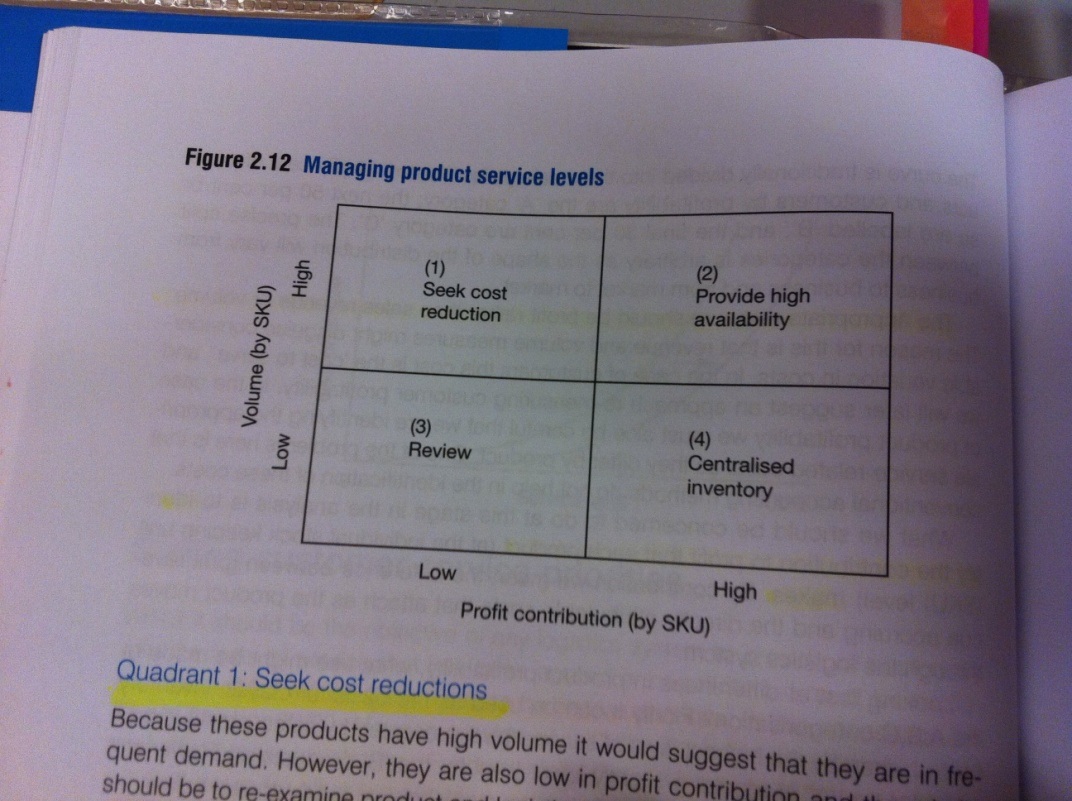 Figure 2.12 Managing product service levels
Volume (by SKU)
High
Low
(1)
Seek cost
reduction
(2)
Provide high
availability
(3)
Review
(4)
Centralised
inventory
Low
High
Profit contribution (by SKU)
Quadrant 1: Seek cost reductions
Because these products have high volume it would suggest that they are in fre-
quent demand. However, they are also low in profit contribution and
should be to re-examine product and